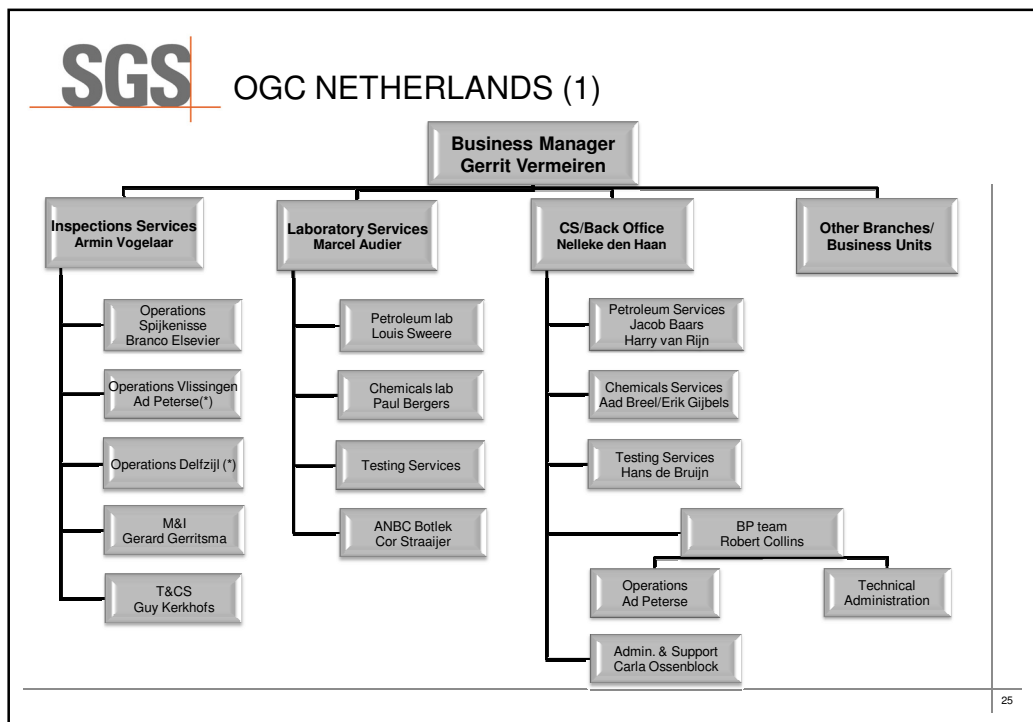 SGS
OGC NETHERLANDS (1)
Business Manager
Gerrit Vermeiren
Inspections Services
Armin Vogelaar
Laboratory Services
Marcel Audier
CS/Back Office
Nelleke den Haan
Other Branches/
Business Units
Operations
Spijkenisse
Branco Elsevier
Operations Vlissingen
Ad Peterse(*)
Operations Delfzijl (*)
M&I
Gerard Gerritsma
T&CS
Guy Kerkhofs
Petroleum lab
Louis Sweere
Chemicals lab
Paul Bergers
Testing Services
ANBC Botlek
Cor Straaijer
Petroleum Services
Jacob Baars
Harry van Rijn
Chemicals Services
Aad Breel/Erik Gijbels
Testing Services
Hans de Bruijn
BP team
Robert Collins
Operations
Ad Peterse
Technical
Administration
Admin. & Support
Carla Ossenblock
25